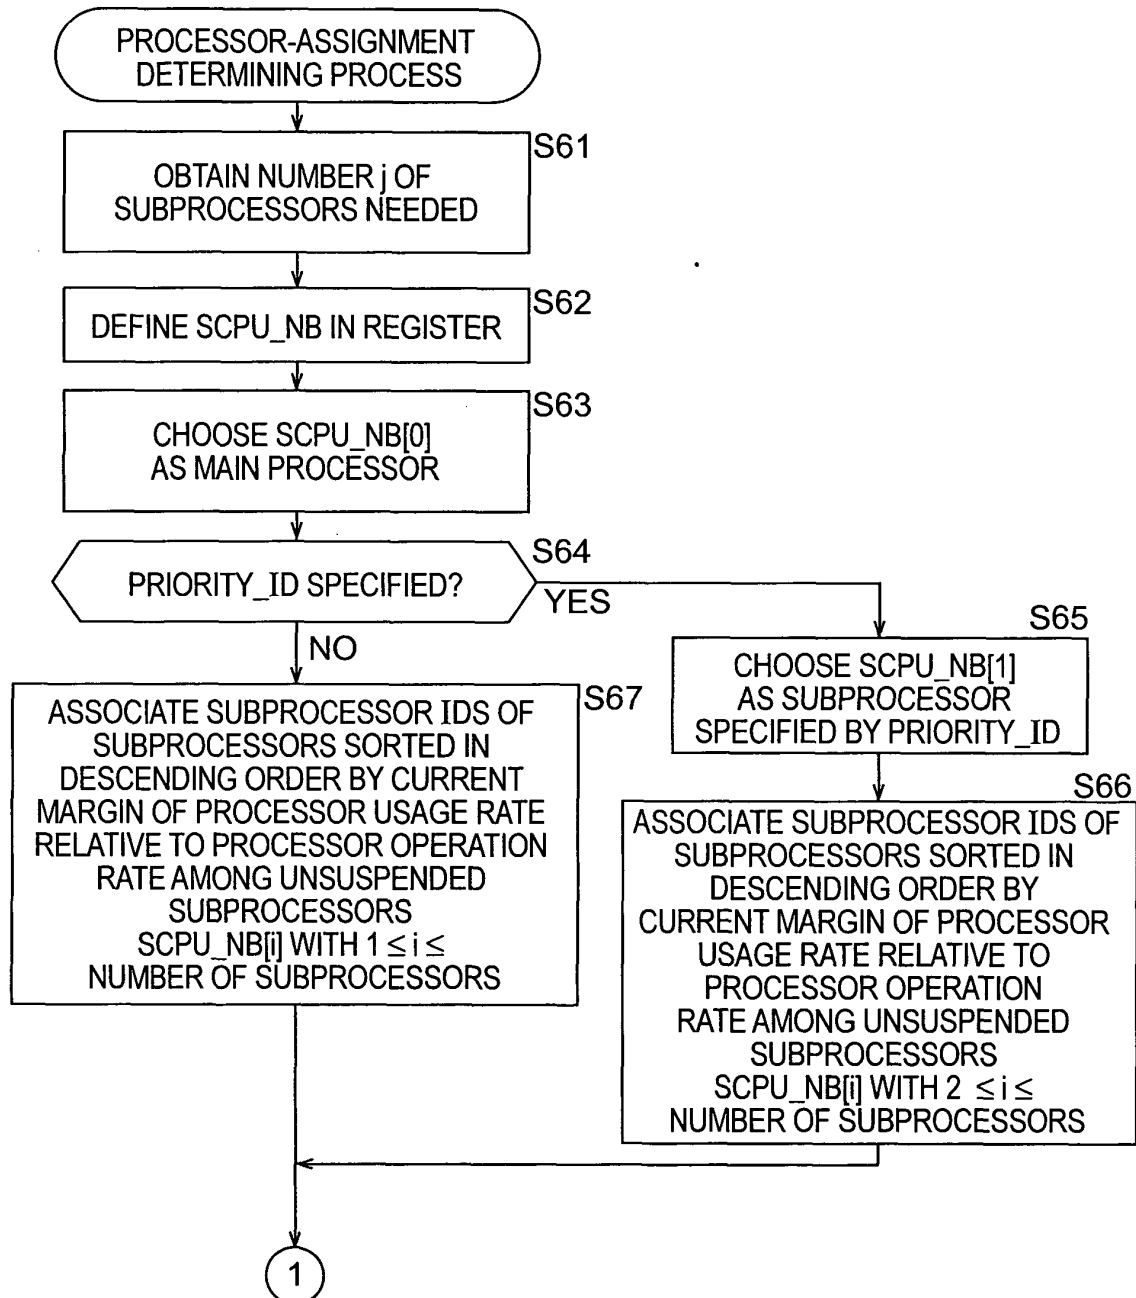 PROCESSOR-ASSIGNMENT
DETERMINING PROCESS
S61
OBTAIN NUMBER j OF
SUBPROCESSORS NEEDED
S62
DEFINE SCPU_NB IN REGISTER
S63
CHOOSE SCPU_NB[0]
AS MAIN PROCESSOR
S64
PRIORITY_ID SPECIFIED?
YES
NO
S65
CHOOSE SCPU_NB[1]
AS SUBPROCESSOR
SPECIFIED BY PRIORITY_ID
S67
ASSOCIATE SUBPROCESSOR IDS OF
SUBPROCESSORS SORTED IN
DESCENDING ORDER BY CURRENT
MARGIN OF PROCESSOR USAGE RATE
RELATIVE TO PROCESSOR OPERATION
RATE AMONG UNSUSPENDED
SUBPROCESSORS
SCPU_NB[i] WITH 1 ≤ i ≤
NUMBER OF SUBPROCESSORS
S66
ASSOCIATE SUBPROCESSOR IDS OF
SUBPROCESSORS SORTED IN
DESCENDING ORDER BY
CURRENT MARGIN OF PROCESSOR
USAGE RATE RELATIVE TO
PROCESSOR OPERATION
RATE AMONG UNSUSPENDED
SUBPROCESSORS
SCPU_NB[i] WITH 2 ≤ i ≤
NUMBER OF SUBPROCESSORS
1